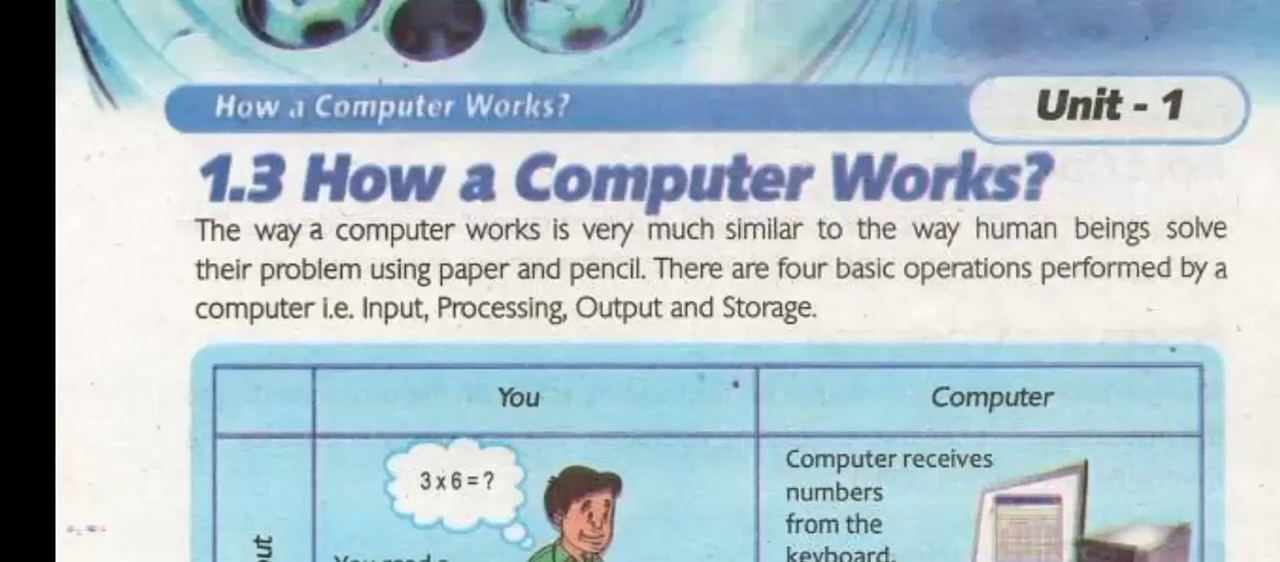 How a Computer Works?
Unit - 1
1.3 How a Computer Works?
The way a computer works is very much similar to the way human beings solve
their problem using paper and pencil. There are four basic operations performed by a
computer i.e. Input, Processing, Output and Storage.
You
Computer
3 x 6 = ?
Computer receives
numbers
from the
keyboard.